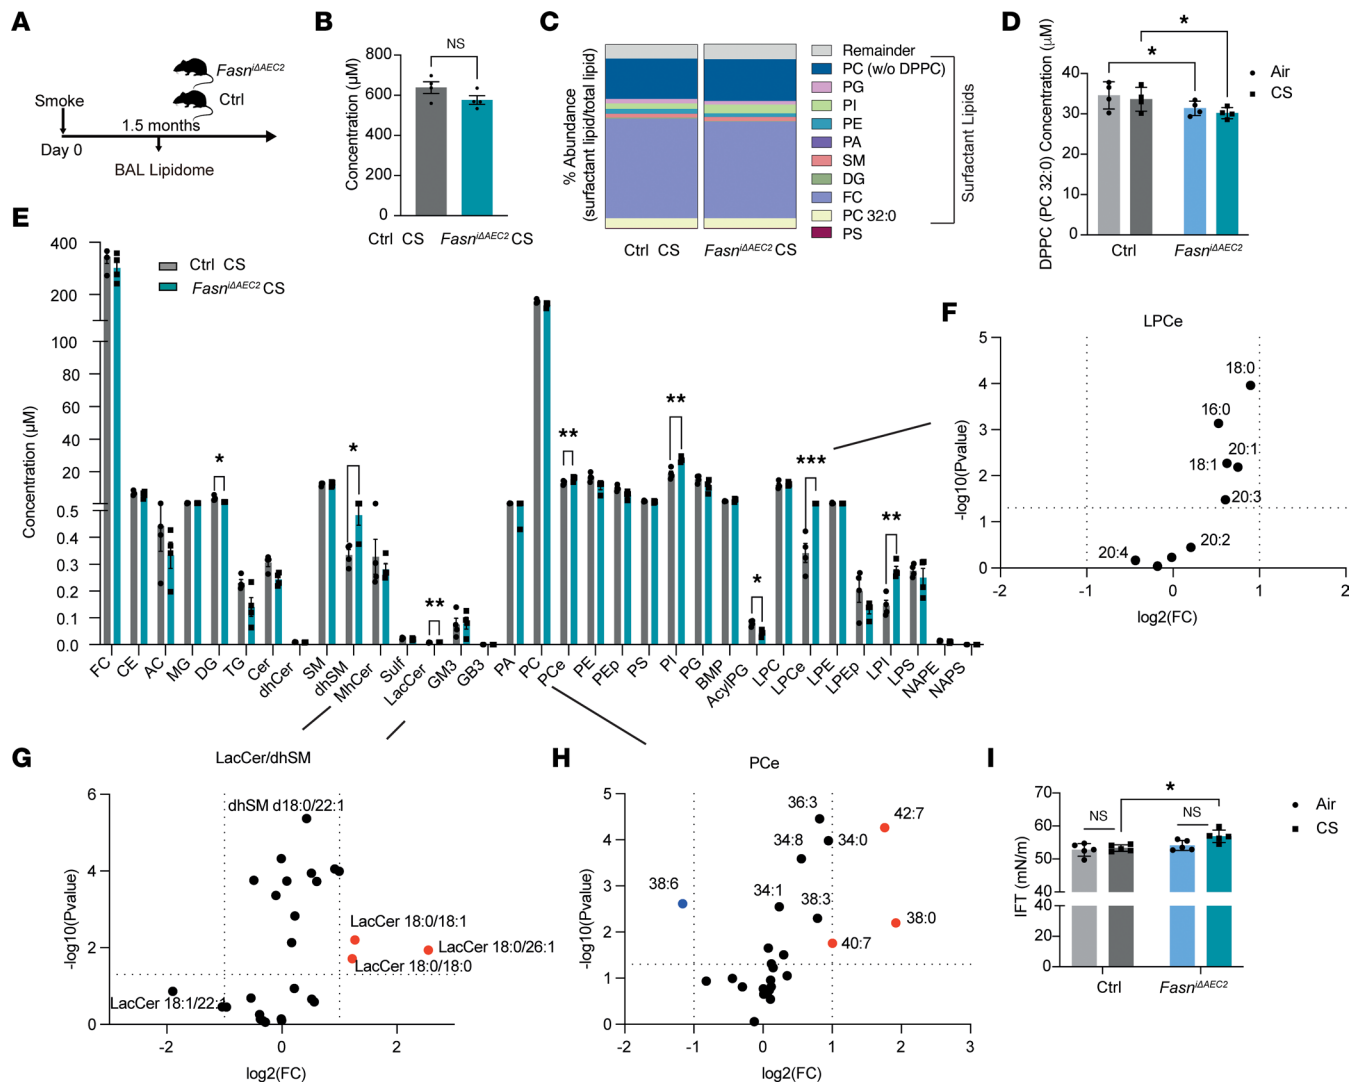 A
Fasn^iΔAEC2
Ctrl
Smoke
1.5 months
Day 0
BAL Lipidome
B
NS
Concentration (μM)
800
600
400
200
0
Ctrl CS
Fasn^iΔAEC2 CS
C
% Abundance
(surfactant lipid/total lipid)
Ctrl CS
Fasn^iΔAEC2 CS
Remainder
PC (w/o DPPC)
PG
PI
PE
PA
SM
DG
FC
PC 32:0
PS
Surfactant Lipids
D
DPPC (PC 32:0) Concentration (μM)
40
30
20
10
0
*
*
Air
CS
Ctrl
Fasn^iΔAEC2
E
Concentration (μM)
400
200
100
80
60
40
20
0.5
0.4
0.3
0.2
0.1
0.0
Ctrl CS
Fasn^iΔAEC2 CS
*
*
**
**
**
*
***
**
FC
CE
AC
MG
DG
TG
Cer
dhCer
SM
dhSM
MhCer
Sulf
LacCer
GM3
GB3
PA
PC
PCe
PE
PEp
PS
PI
PG
BMP
AcylPG
LPC
LPCe
LPE
LPEp
LPI
LPS
NAPE
NAPS
F
LPCe
-log10(Pvalue)
5
4
3
2
1
0
18:0
16:0
20:1
18:1
20:3
20:2
20:4
-2
-1
0
1
2
log2(FC)
G
LacCer/dhSM
-log10(Pvalue)
6
4
2
0
dhSM d18:0/22:1
LacCer 18:0/18:1
LacCer 18:0/26:1
LacCer 18:0/18:0
LacCer 18:1/22:1
-2
0
2
log2(FC)
H
PCe
-log10(Pvalue)
5
4
3
2
1
0
36:3
42:7
34:8
34:0
38:6
34:1
38:3
38:0
40:7
-2
-1
0
1
2
3
log2(FC)
I
IFT (mN/m)
70
60
50
40
40
20
0
NS
NS
*
Air
CS
Ctrl
Fasn^iΔAEC2